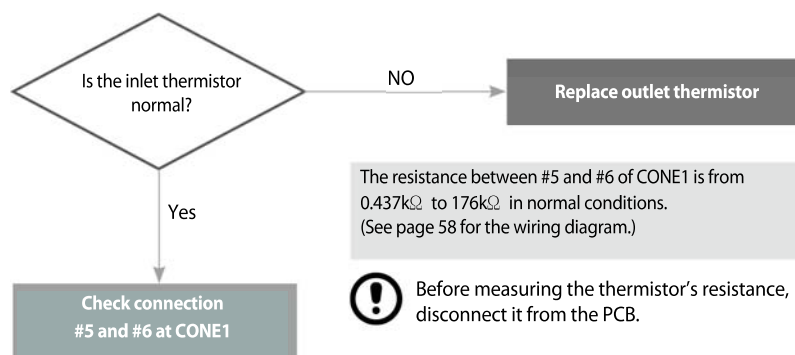 Is the inlet thermistor
normal?
NO
Replace outlet thermistor
Yes
The resistance between #5 and #6 of CONE1 is from
0.437kΩ to 176kΩ in normal conditions.
(See page 58 for the wiring diagram.)
Check connection
#5 and #6 at CONE1
Before measuring the thermistor’s resistance,
disconnect it from the PCB.